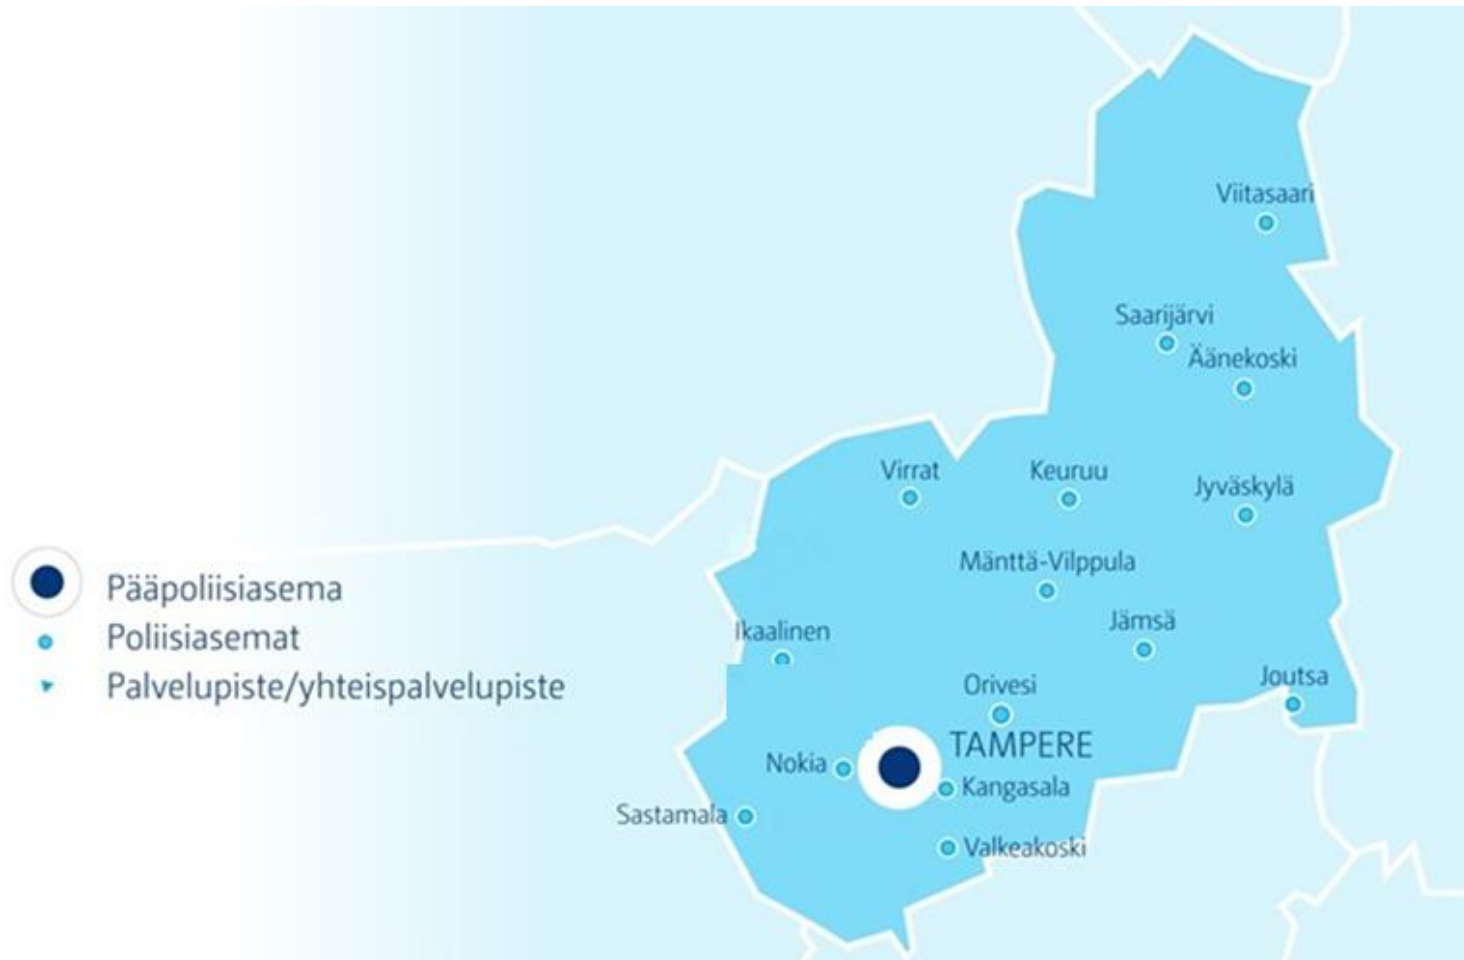 Viitasaari
Saarijärvi
Äänekoski
Virrat
Keuruu
Jyväskylä
Mänttä-Vilppula
Pääpoliisiasema
Poliisiasemat
Palvelupiste/yhteispalvelupiste
Ikaalinen
Jämsä
Joutsa
Orivesi
TAMPERE
Nokia
Kangasala
Sastamala
Valkeakoski